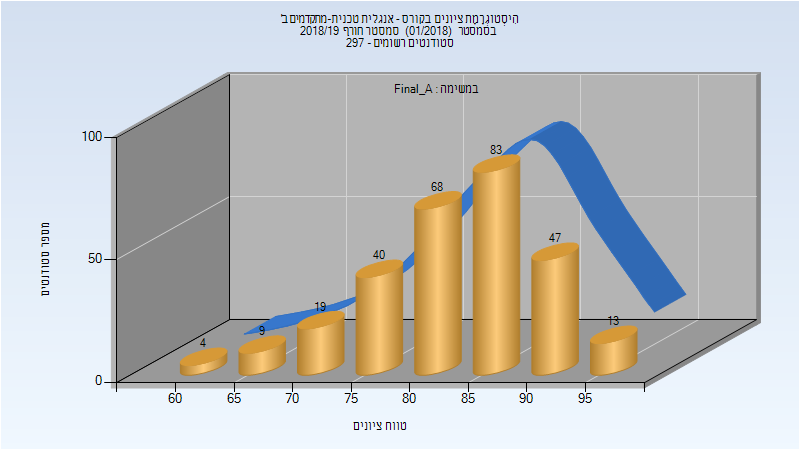 היסטוגרמת ציונים בקורס - אנגלית טכנית-מתקדמים ב'
בסמסטר (01/2018) סמסטר חורף 2018/19
סטודנטים רשומים - 297
במשימה : Final_A
מספר סטודנטים
100
50
0
4
9
19
40
68
83
47
13
60 65 70 75 80 85 90 95
טווח ציונים